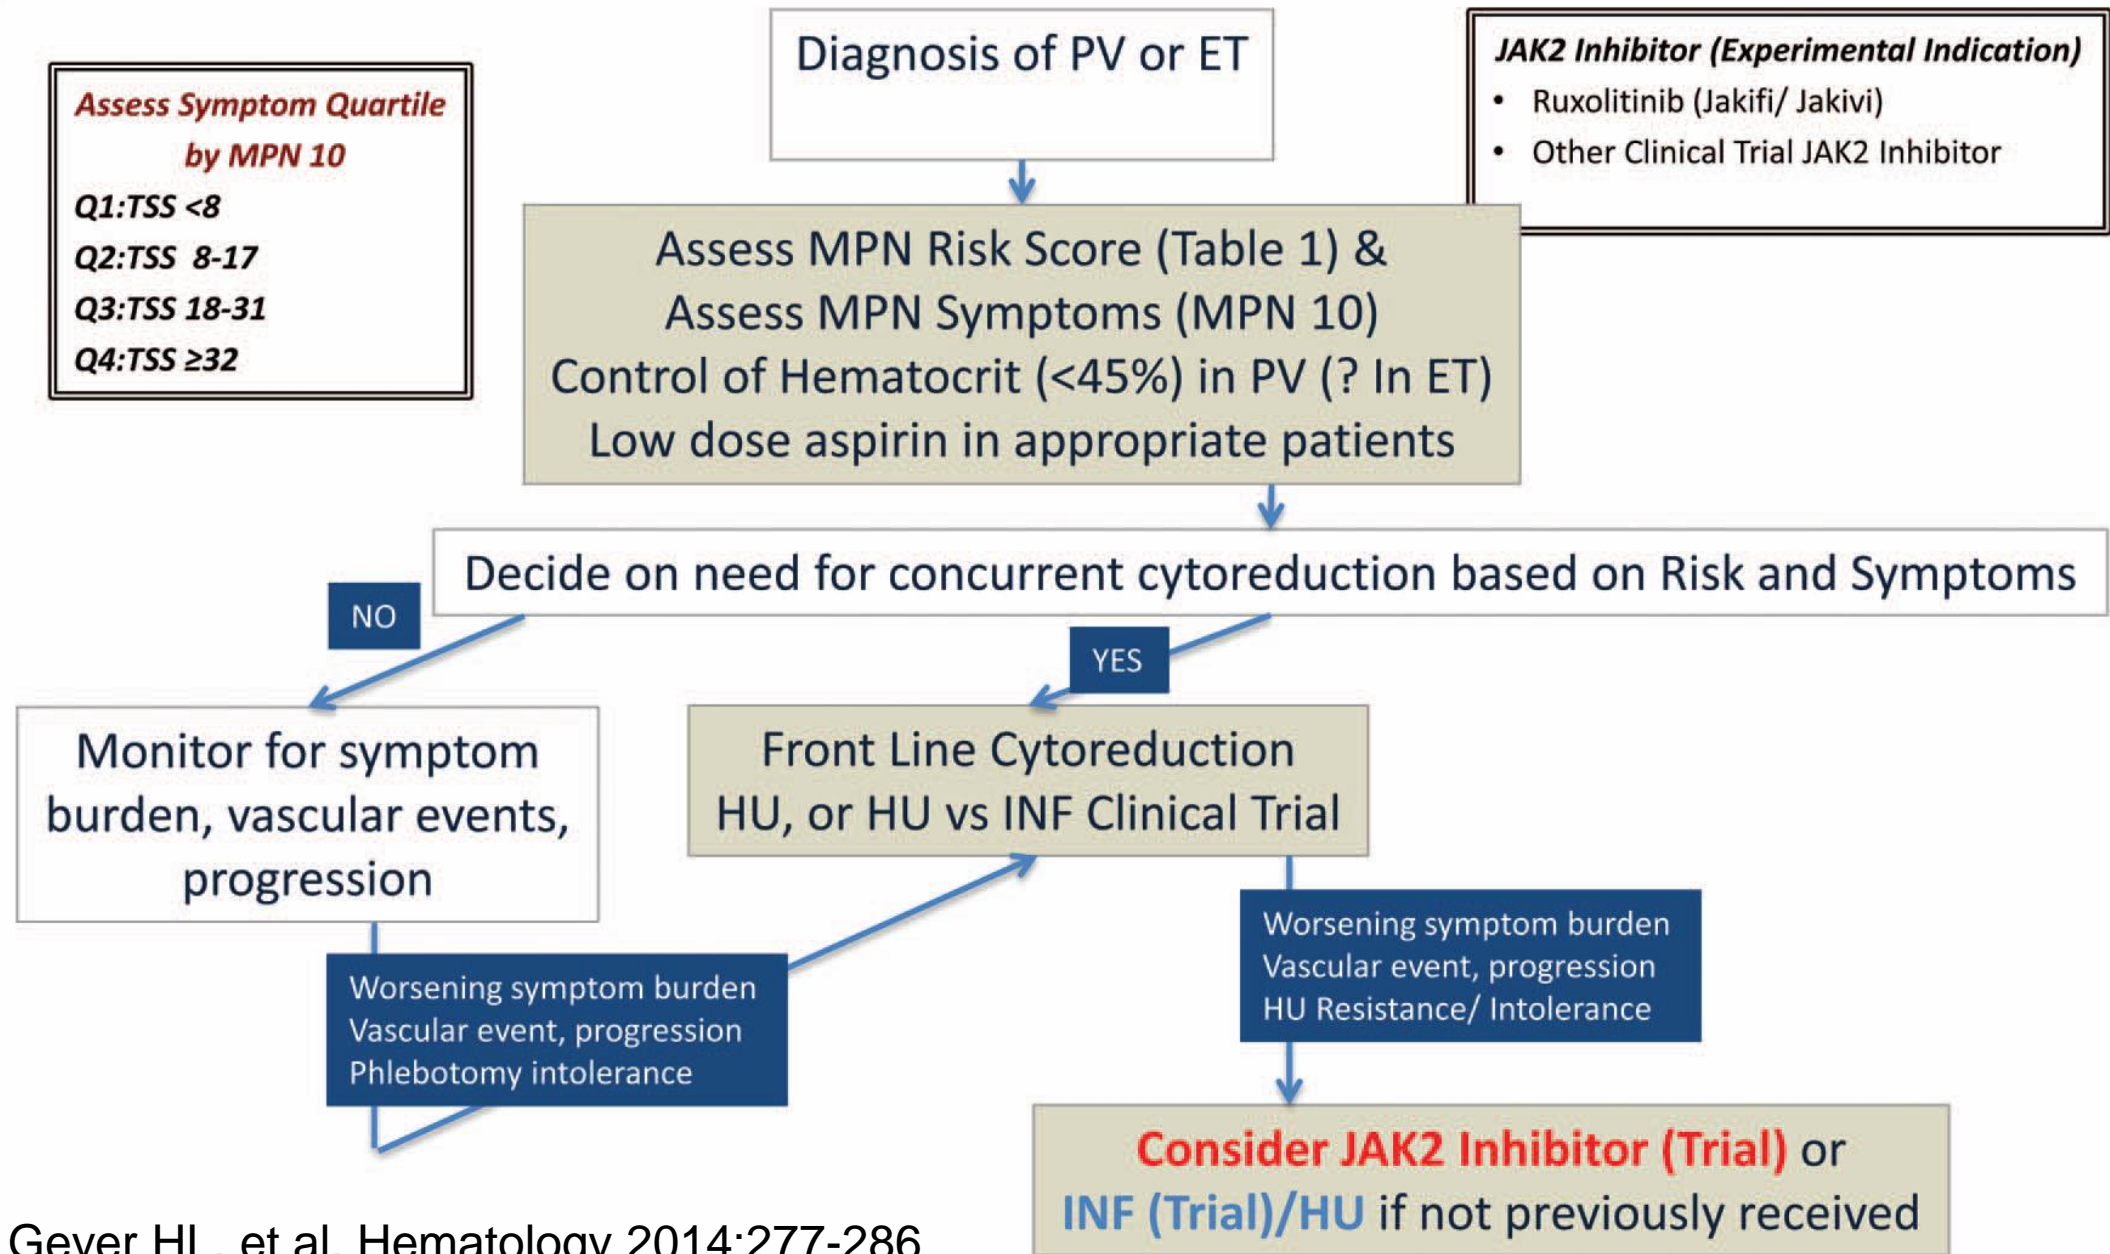 Diagnosis of PV or ET
JAK2 Inhibitor (Experimental Indication)
• Ruxolitinib (Jakifi/ Jakivi)
• Other Clinical Trial JAK2 Inhibitor
Assess Symptom Quartile
by MPN 10
Q1:TSS <8
Q2:TSS 8-17
Q3:TSS 18-31
Q4:TSS ≥32
Assess MPN Risk Score (Table 1) &
Assess MPN Symptoms (MPN 10)
Control of Hematocrit (<45%) in PV (? In ET)
Low dose aspirin in appropriate patients
Decide on need for concurrent cytoreduction based on Risk and Symptoms
NO
YES
Monitor for symptom
burden, vascular events,
progression
Front Line Cytoreduction
HU, or HU vs INF Clinical Trial
Worsening symptom burden
Vascular event, progression
Phlebotomy intolerance
Worsening symptom burden
Vascular event, progression
HU Resistance/ Intolerance
Consider JAK2 Inhibitor (Trial) or
INF (Trial)/HU if not previously received
Geyer HL, et al. Hematology 2014:277-286